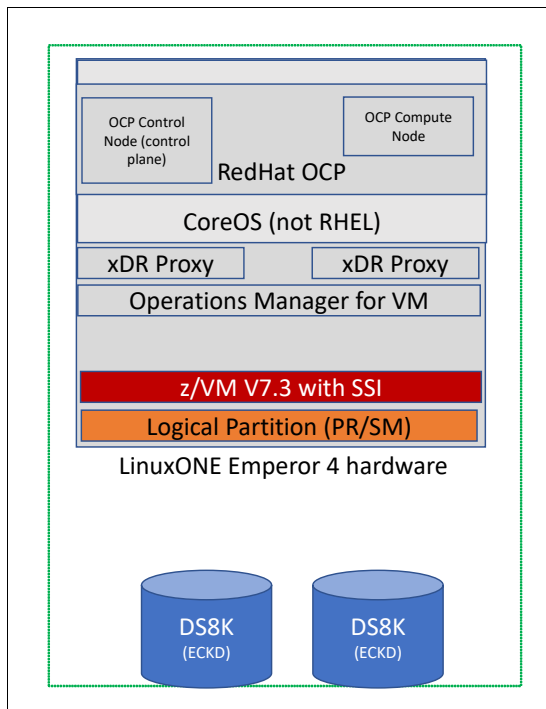 OCP Control
Node (control
plane)
OCP Compute
Node
RedHat OCP
CoreOS (not RHEL)
xDR Proxy
xDR Proxy
Operations Manager for VM
z/VM V7.3 with SSI
Logical Partition (PR/SM)
LinuxONE Emperor 4 hardware
DS8K
(ECKD)
DS8K
(ECKD)